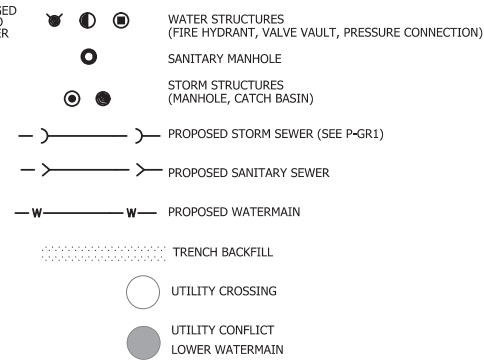 SED
WATER STRUCTURES
(FIRE HYDRANT, VALVE VAULT, PRESSURE CONNECTION)
SANITARY MANHOLE
STORM STRUCTURES
(MANHOLE, CATCH BASIN)
PROPOSED STORM SEWER (SEE P-GR1)
PROPOSED SANITARY SEWER
W W PROPOSED WATERMAIN
TRENCH BACKFILL
UTILITY CROSSING
UTILITY CONFLICT
LOWER WATERMAIN